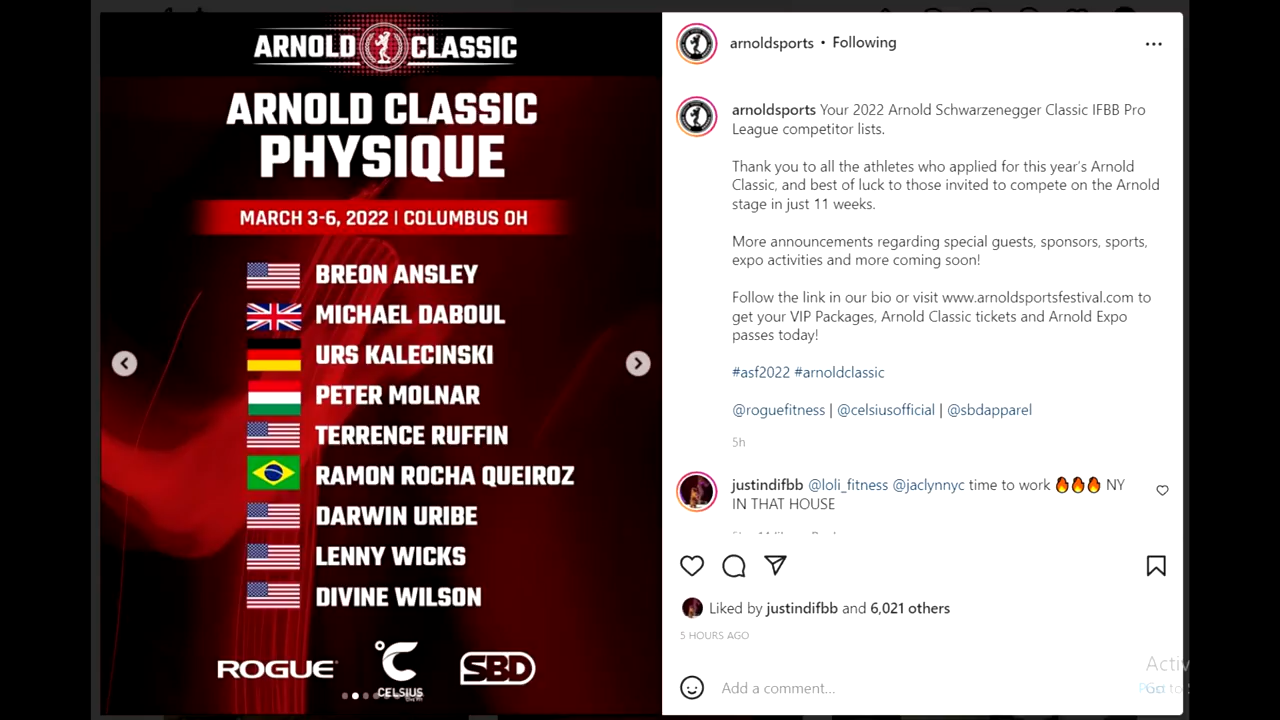 ARNOLD CLASSIC
ARNOLD CLASSIC
PHYSIQUE
MARCH 3-6, 2022 | COLUMBUS OH
BREON ANSLEY
MICHAEL DABOUL
URS KALECINSKI
PETER MOLNAR
TERRENCE RUFFIN
RAMON ROCHA QUEIROZ
DARWIN URIBE
LENNY WICKS
DIVINE WILSON
ROGUE
CELSIUS
SBD
arnoldsports • Following
arnoldsports Your 2022 Arnold Schwarzenegger Classic IFBB Pro
League competitor lists.
Thank you to all the athletes who applied for this year's Arnold
Classic, and best of luck to those invited to compete on the Arnold
stage in just 11 weeks.
More announcements regarding special guests, sponsors, sports,
expo activities and more coming soon!
Follow the link in our bio or visit www.arnoldsportsfestival.com to
get your VIP Packages, Arnold Classic tickets and Arnold Expo
passes today!
#asf2022 #arnoldclassic
@roguefitness | @celsiusofficial | @sbdapparel
5h
justindifbb @loli_fitness @jaclynnyc time to work 🔥🔥🔥 NY
IN THAT HOUSE
Liked by justindifbb and 6,021 others
5 HOURS AGO
Add a comment...